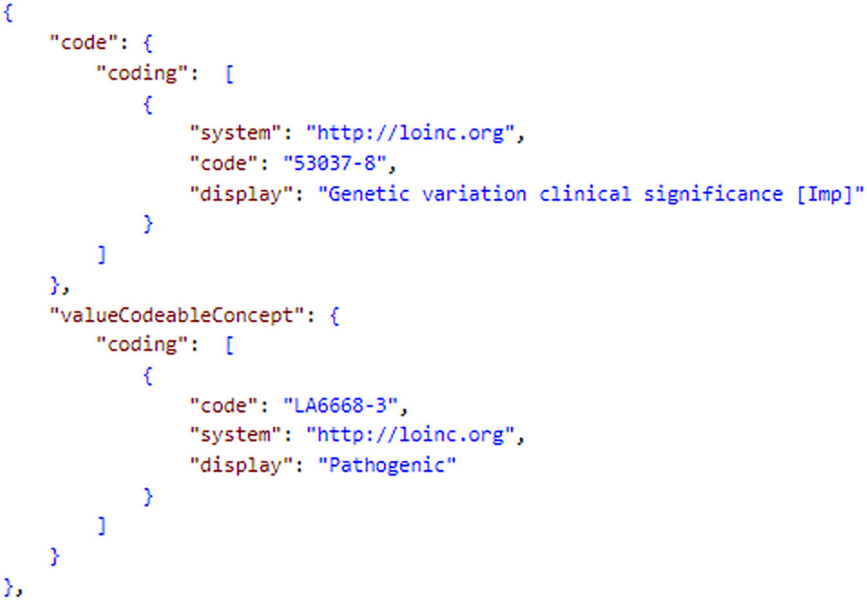 {
    "code": {
        "coding":  [
            {
                "system": "http://loinc.org",
                "code": "53037-8",
                "display": "Genetic variation clinical significance [Imp]"
            }
        ]
    },
    "valueCodeableConcept": {
        "coding":  [
            {
                "code": "LA6668-3",
                "system": "http://loinc.org",
                "display": "Pathogenic"
            }
        ]
    }
},